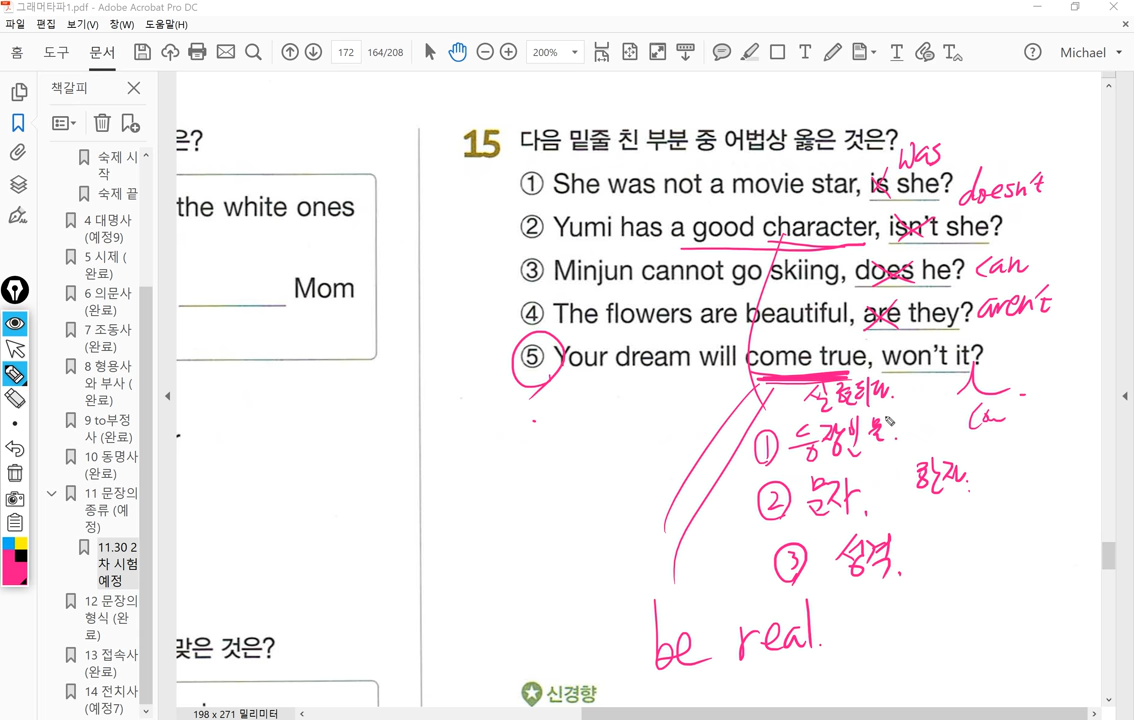 그래머타파1.pdf - Adobe Acrobat Pro DC
파일 편집 보기(V) 창(W) 도움말(H)
홈 도구 문서 172 164/208 200% Michael
책갈피
숙제 시작
숙제 끝
4 대명사 (예정9)
5 시제 (완료)
6 의문사 (완료)
7 조동사 (완료)
8 형용사와 부사 (완료)
9 to부정사 (완료)
10 동명사 (완료)
11 문장의 종류 (예정)
11.30 2차 시험 예정
12 문장의 형식 (완료)
13 접속사 (완료)
14 전치사 (예정7)
은?
the white ones
Mom
맞은 것은?
15 다음 밑줄 친 부분 중 어법상 옳은 것은?
was
① She was not a movie star, is she?
doesn't
② Yumi has a good character, isn't she?
③ Minjun cannot go skiing, does he? can
④ The flowers are beautiful, are they? aren't
⑤ Your dream will come true, won't it?
실현되다.
① 등장인물.
② 문자.
한자.
③ 성격.
be real.
신경향
198 x 271 밀리미터